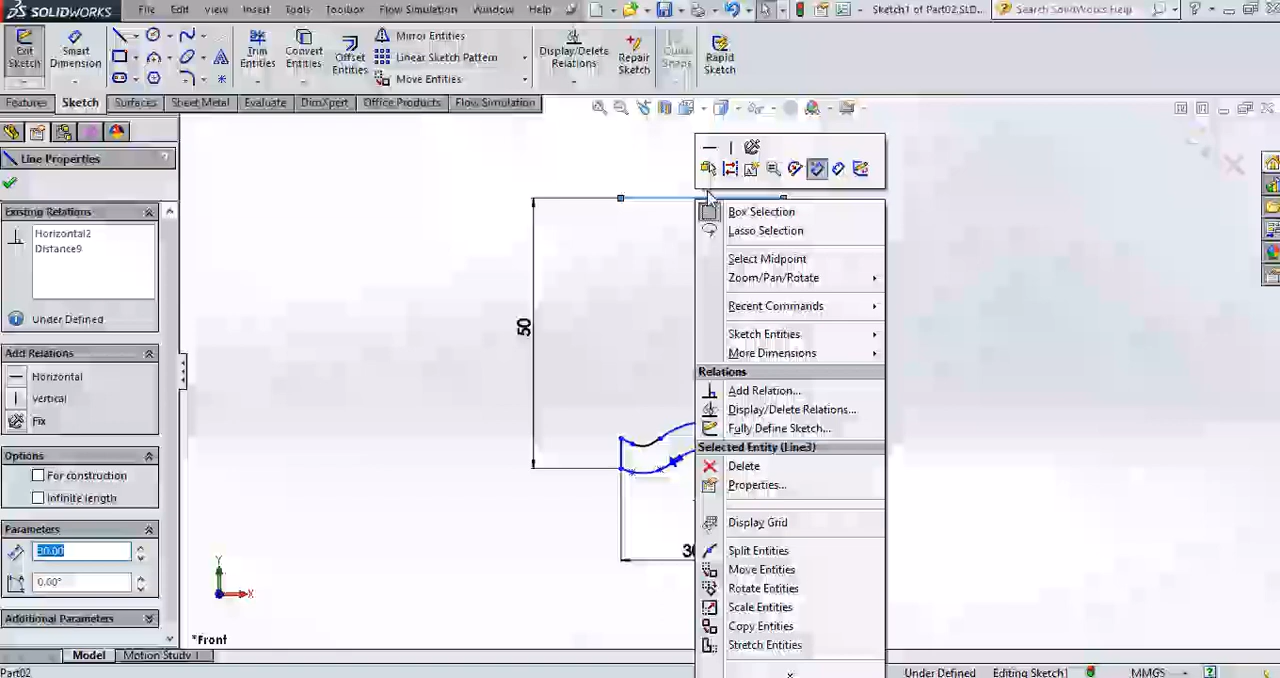 SOLIDWORKS File Edit View Insert Tools Toolbox Flow Simulation Window Help Sketch1 of Part02.SLD... Search SolidWorks Help
Exit Sketch
Smart Dimension
Trim Entities
Convert Entities
Offset Entities
Mirror Entities
Linear Sketch Pattern
Move Entities
Display/Delete Relations
Repair Sketch
Quick Snaps
Rapid Sketch
Features Sketch Surfaces Sheet Metal Evaluate DimXpert Office Products Flow Simulation
Line Properties ?
Existing Relations
Horizontal2
Distance9
Under Defined
Add Relations
Horizontal
Vertical
Fix
Options
For construction
Infinite length
Parameters
30.00
0.00°
Additional Parameters
50
30
Y
X
*Front
Box Selection
Lasso Selection
Select Midpoint
Zoom/Pan/Rotate
Recent Commands
Sketch Entities
More Dimensions
Relations
Add Relation...
Display/Delete Relations...
Fully Define Sketch...
Selected Entity (Line3)
Delete
Properties...
Display Grid
Split Entities
Move Entities
Rotate Entities
Scale Entities
Copy Entities
Stretch Entities
Model Motion Study 1
Part02 Under Defined Editing Sketch1 MMGS ?